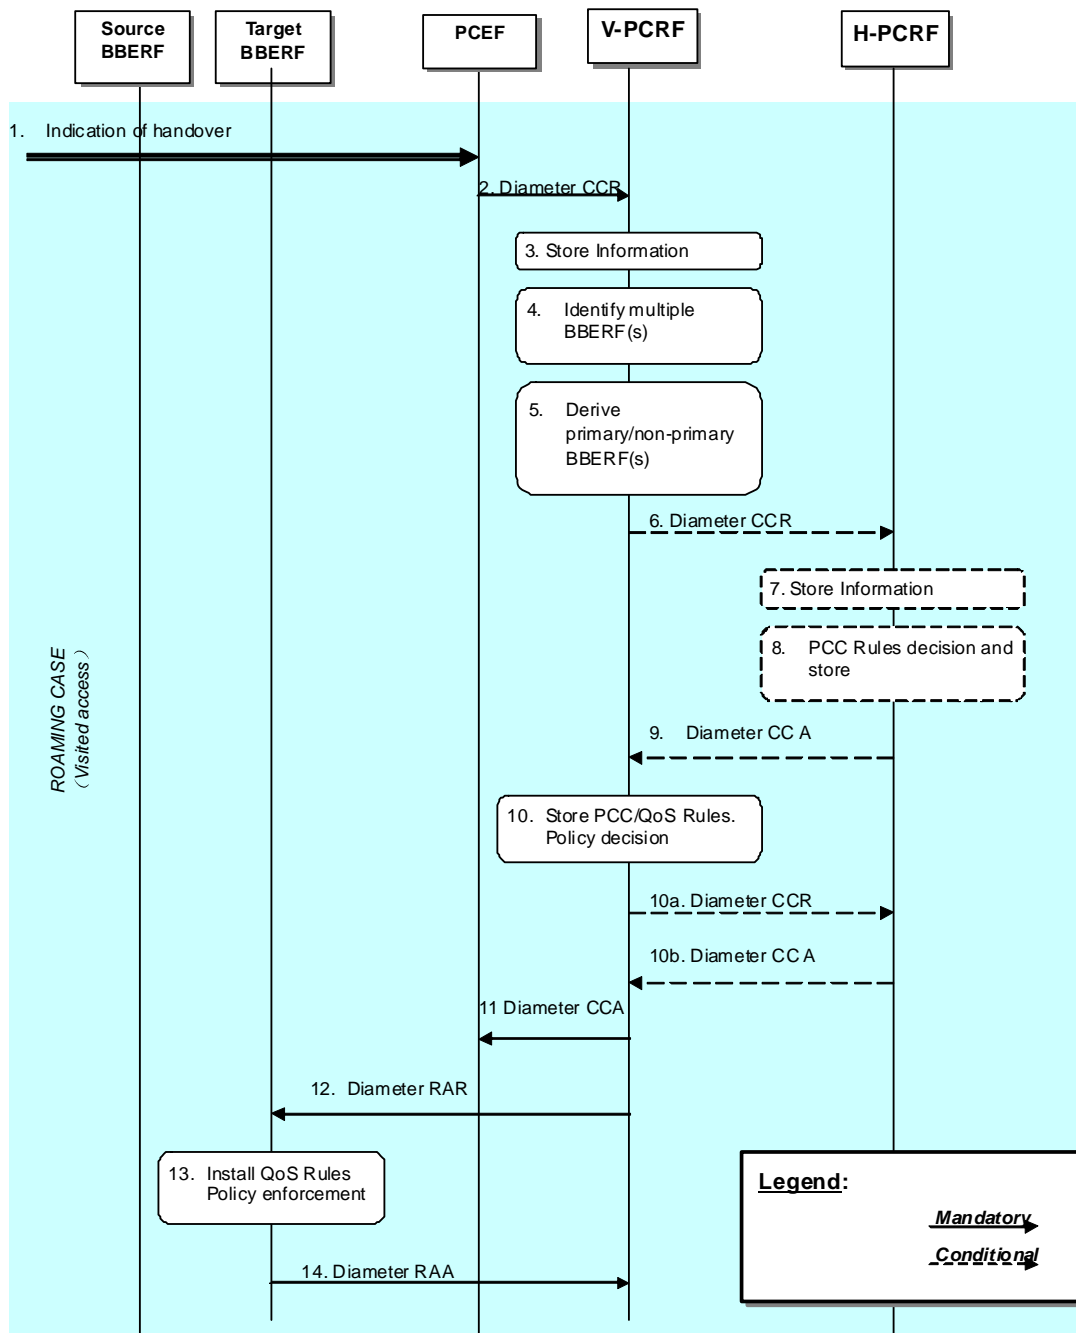 Source
BBERF
Target
BBERF
PCEF
V-PCRF
H-PCRF
1. Indication of handover
2. Diameter CCR
3. Store Information
4. Identify multiple
BBERF(s)
5. Derive
primary/non-primary
BBERF(s)
6. Diameter CCR
7. Store Information
8. PCC Rules decision and
store
9. Diameter CCA
ROAMING CASE
(Visited access)
10. Store PCC/QoS Rules.
Policy decision
10a. Diameter CCR
10b. Diameter CCA
11 Diameter CCA
12. Diameter RAR
13. Install QoS Rules
Policy enforcement
14. Diameter RAA
Legend:
Mandatory
Conditional